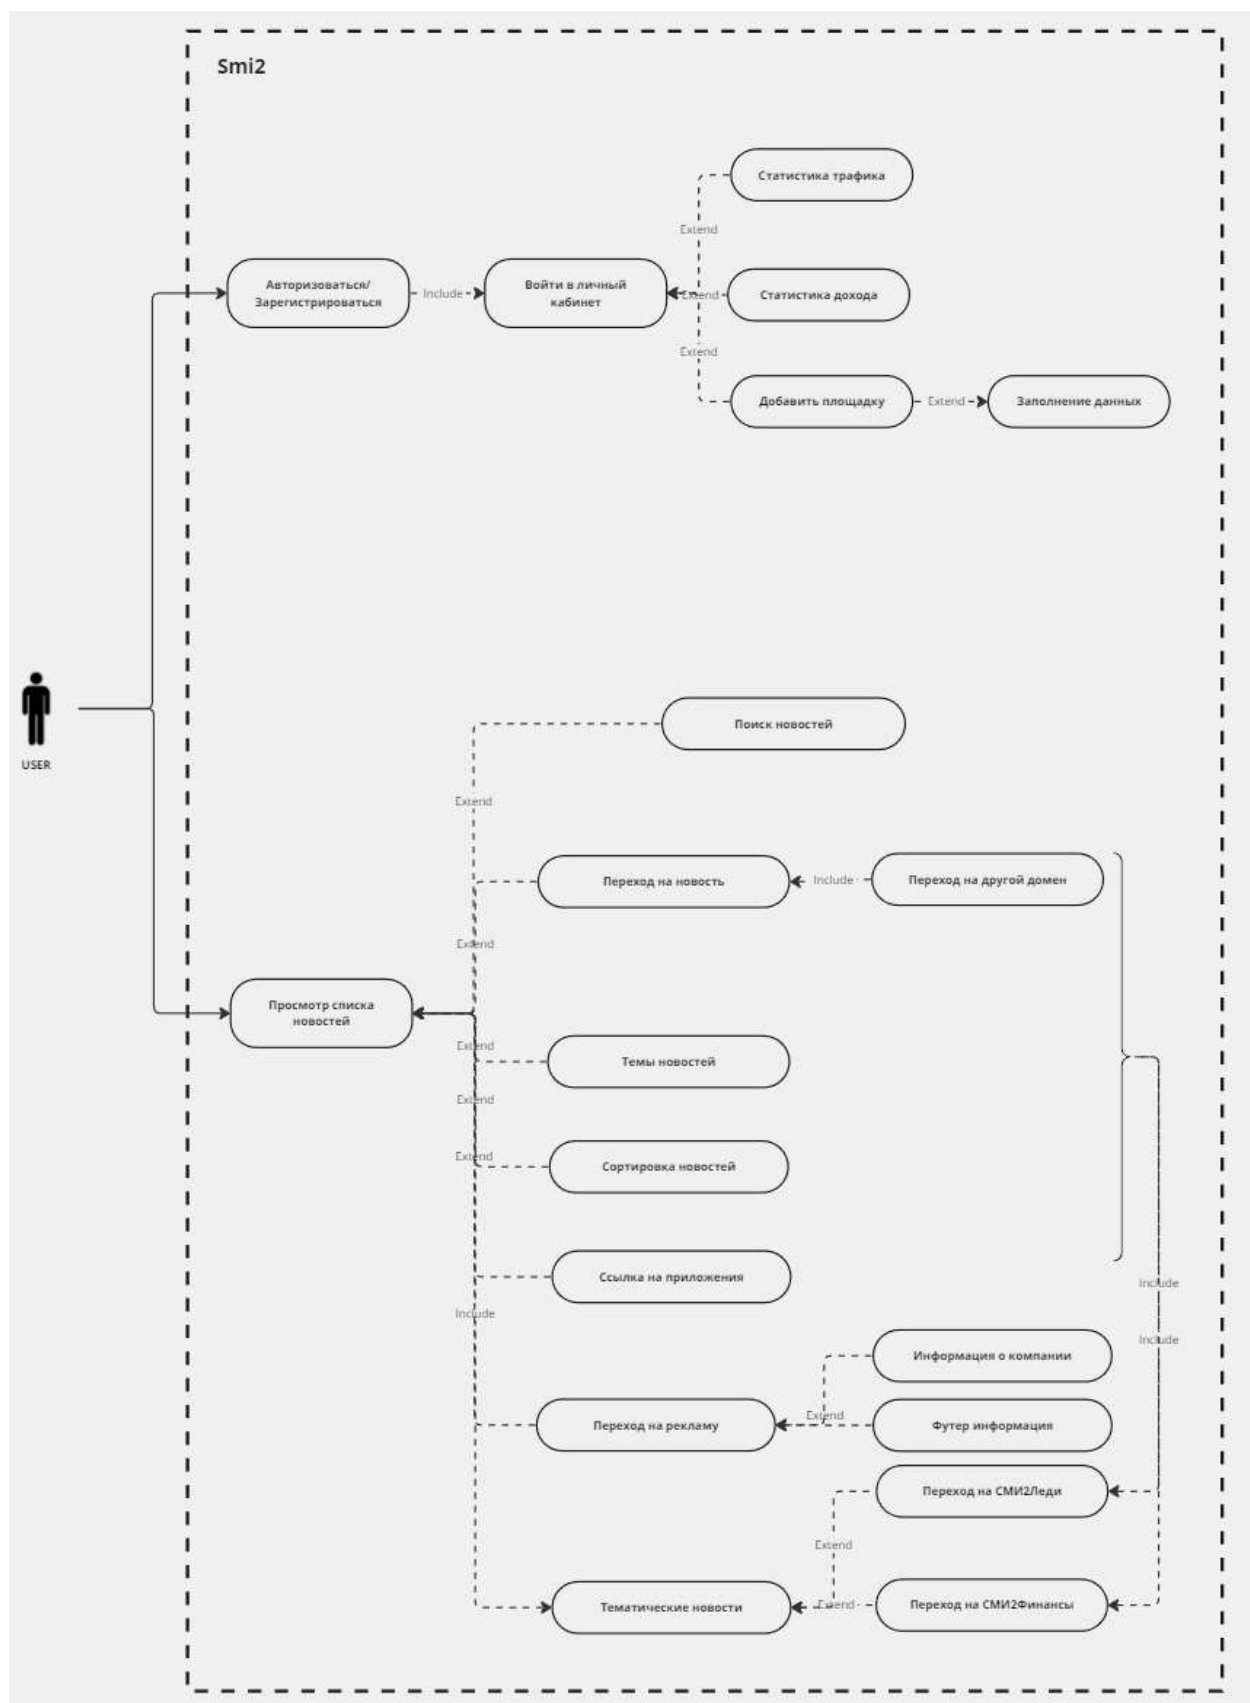 Smi2
Статистика трафика
Extend
Авторизоваться/
Зарегистрироваться
Include
Войти в личный
кабинет
Extend
Статистика дохода
Extend
Добавить площадку
Extend
Заполнение данных
USER
Поиск новостей
Extend
Переход на новость
Include
Переход на другой домен
Extend
Просмотр списка
новостей
Extend
Темы новостей
Extend
Extend
Сортировка новостей
Ссылка на приложения
Include
Include
Include
Информация о компании
Extend
Переход на рекламу
Футер информация
Переход на СМИ2Леди
Extend
Тематические новости
Extend
Переход на СМИ2Финансы